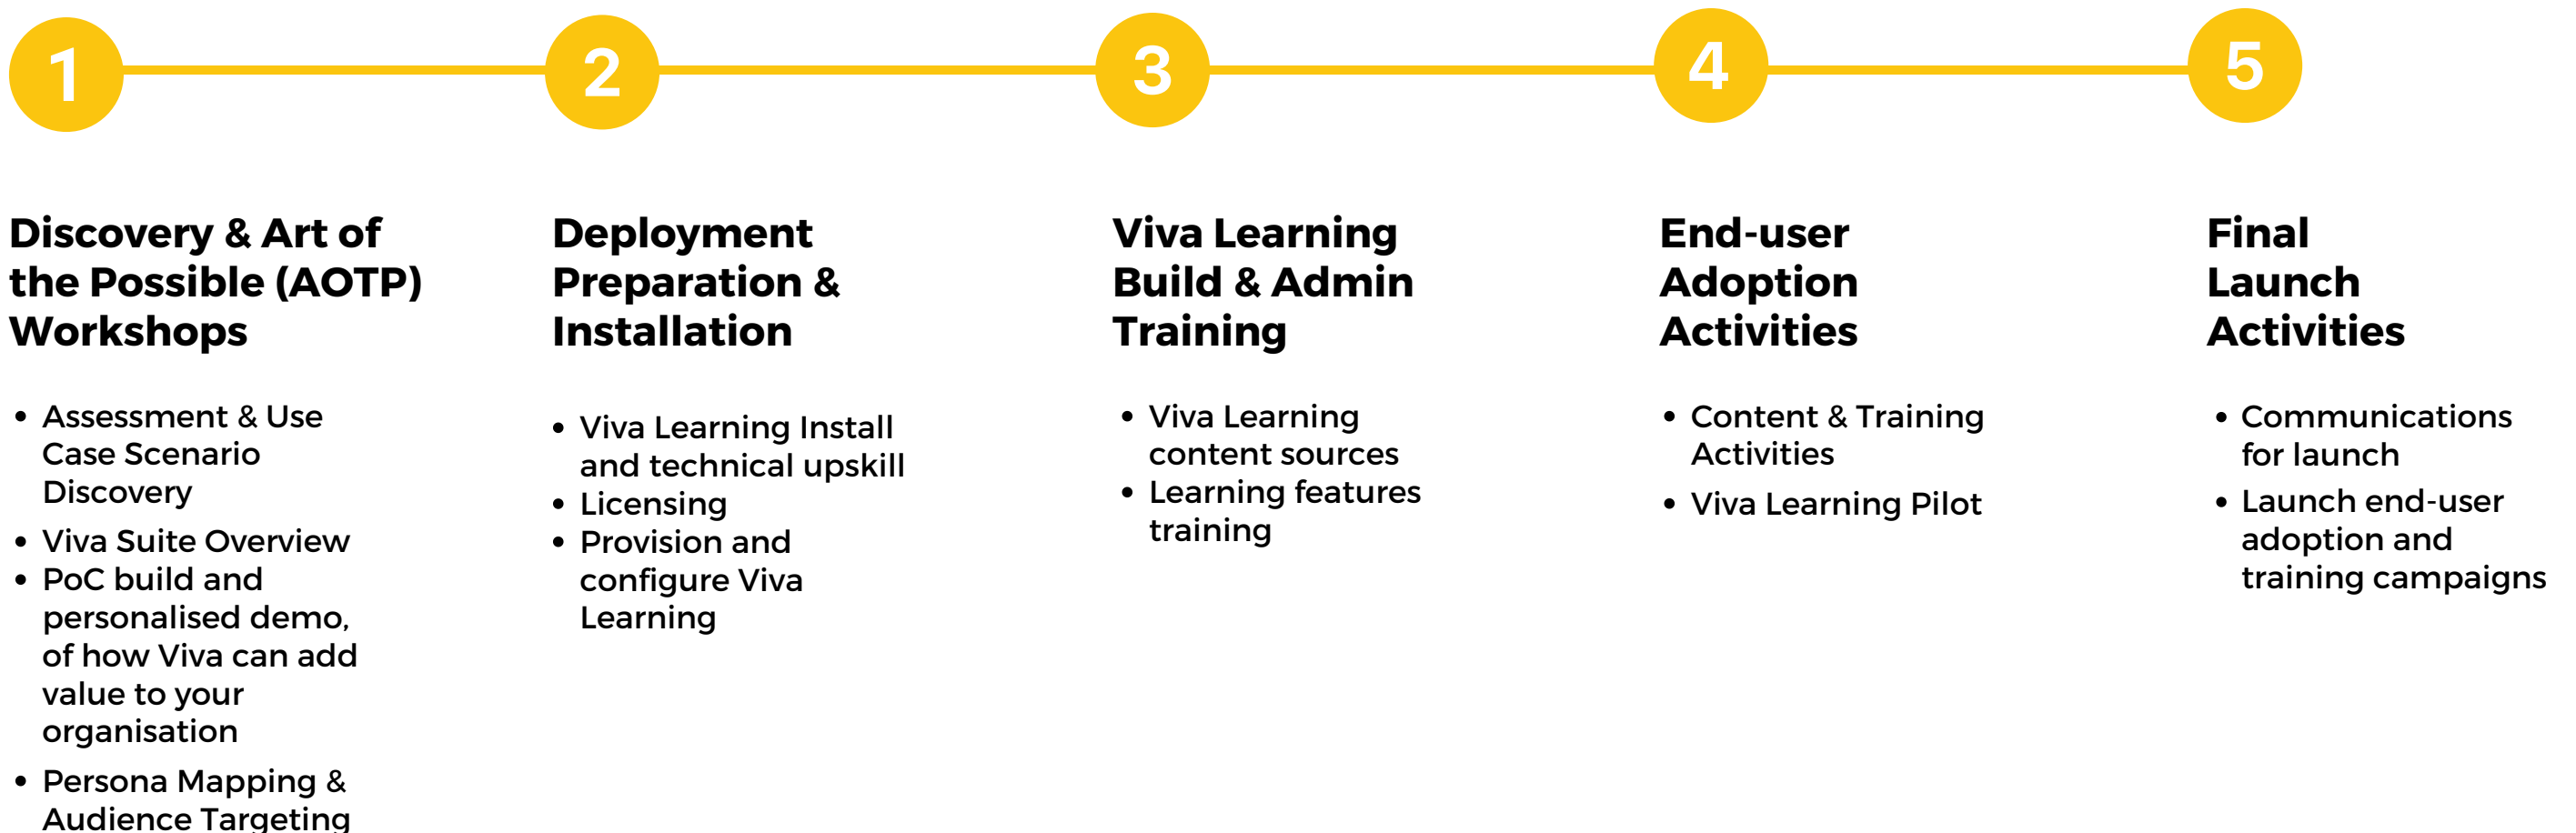 1
2
3
4
5
Discovery & Art of
the Possible (AOTP)
Workshops
• Assessment & Use
Case Scenario
Discovery
• Viva Suite Overview
• PoC build and
personalised demo,
of how Viva can add
value to your
organisation
• Persona Mapping &
Audience Targeting
Deployment
Preparation &
Installation
• Viva Learning Install
and technical upskill
• Licensing
• Provision and
configure Viva
Learning
Viva Learning
Build & Admin
Training
• Viva Learning
content sources
• Learning features
training
End-user
Adoption
Activities
• Content & Training
Activities
• Viva Learning Pilot
Final
Launch
Activities
• Communications
for launch
• Launch end-user
adoption and
training campaigns